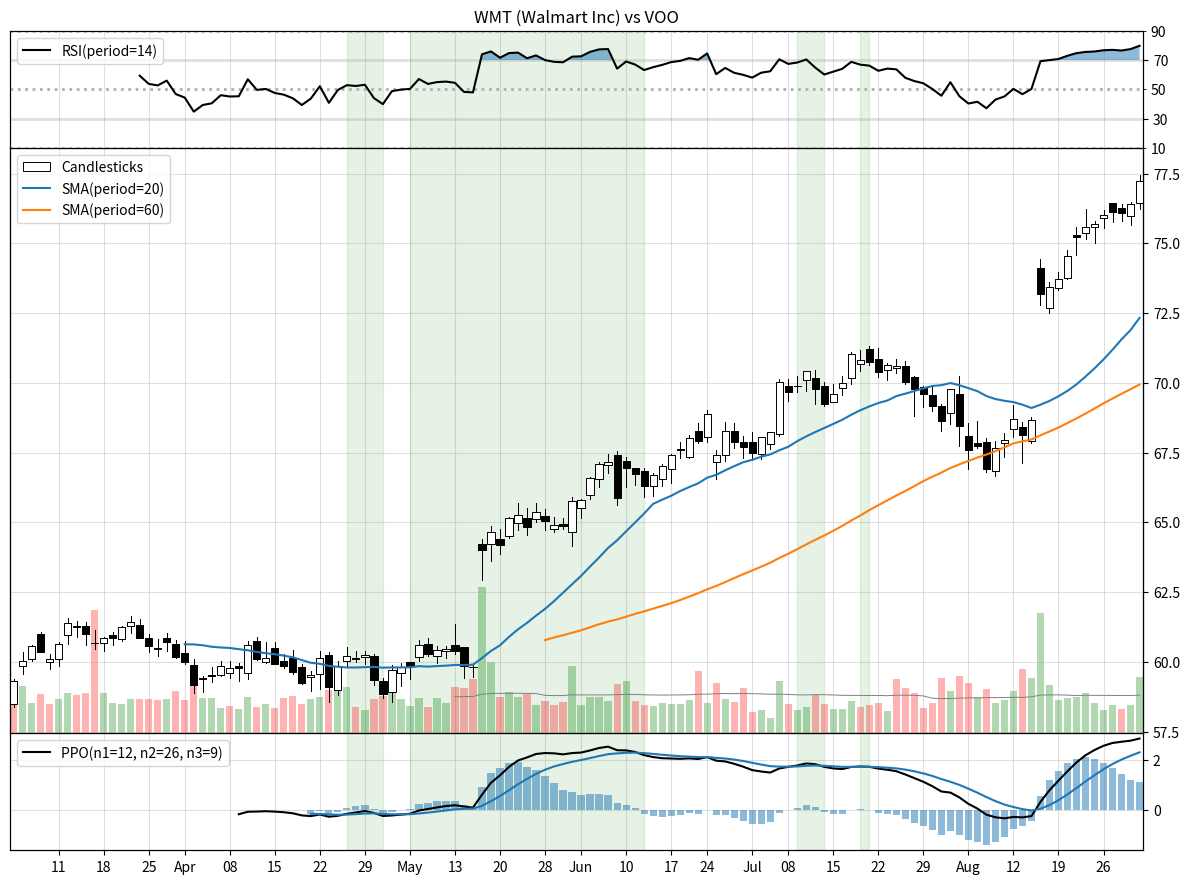 WMT (Walmart Inc) vs VOO
RSI(period=14)
90
70
50
30
10
Candlesticks
SMA(period=20)
SMA(period=60)
77.5
75.0
72.5
70.0
67.5
65.0
62.5
60.0
57.5
PPO(n1=12, n2=26, n3=9)
2
0
11 18 25 Apr 08 15 22 29 May 13 20 28 Jun 10 17 24 Jul 08 15 22 29 Aug 12 19 26